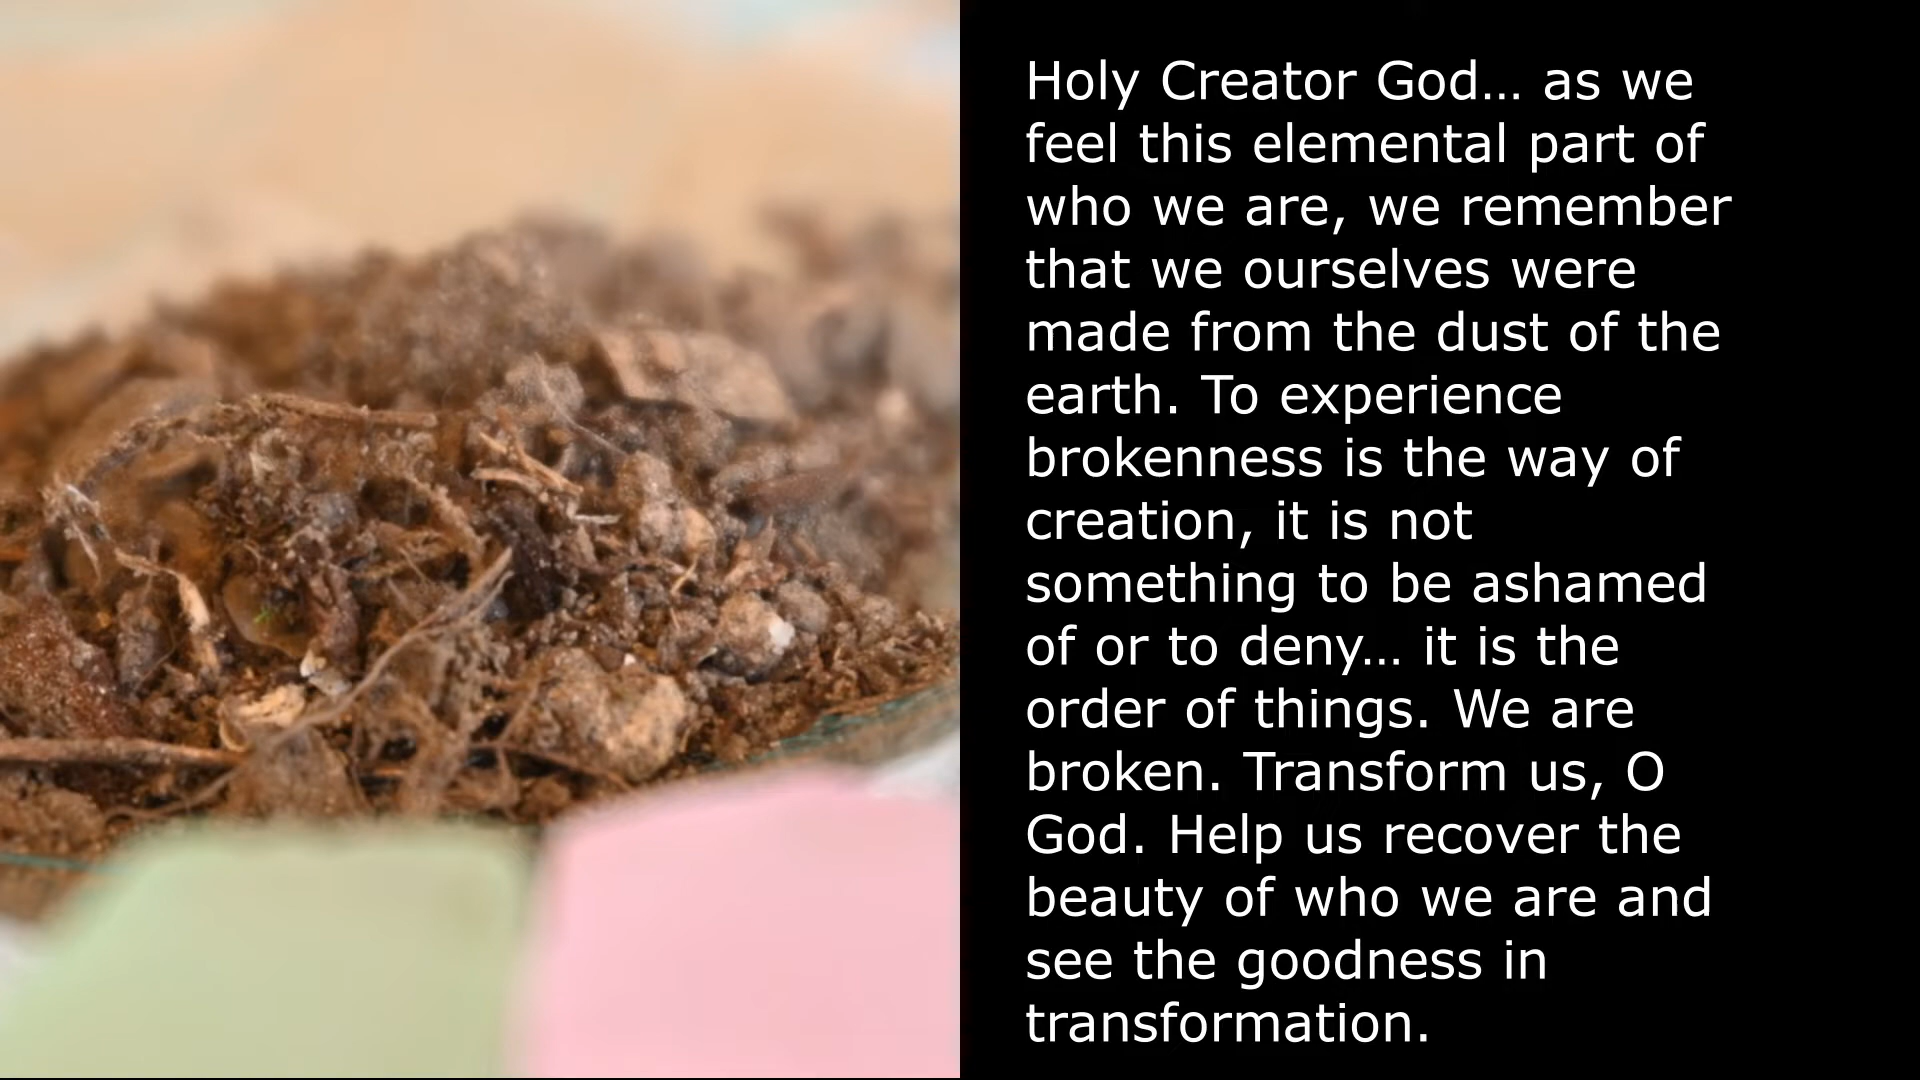 Holy Creator God... as we
feel this elemental part of
who we are, we remember
that we ourselves were
made from the dust of the
earth. To experience
brokenness is the way of
creation, it is not
something to be ashamed
of or to deny... it is the
order of things. We are
broken. Transform us, O
God. Help us recover the
beauty of who we are and
see the goodness in
transformation.